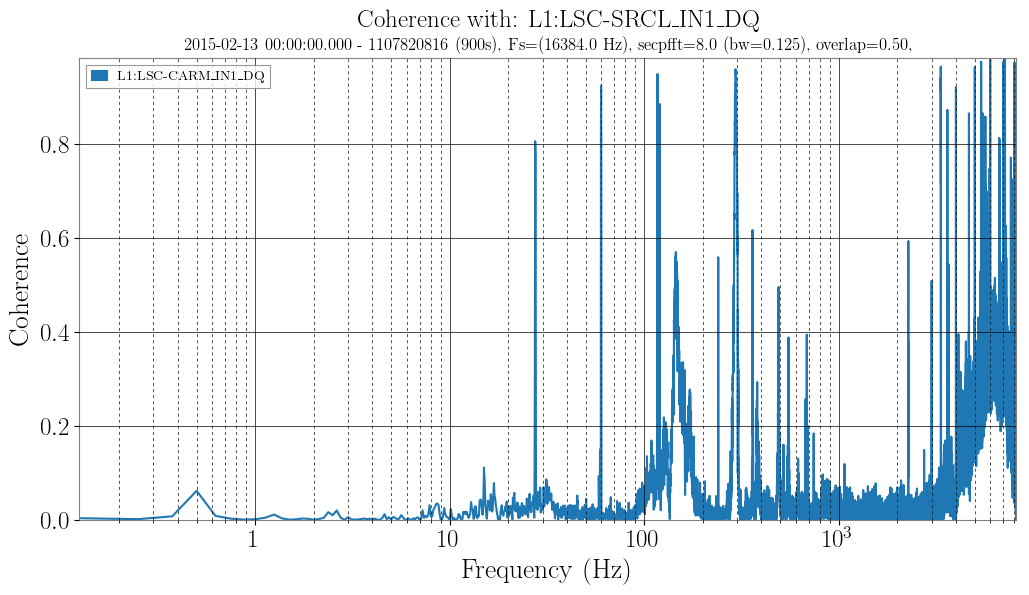 Coherence with: L1:LSC-SRCL_IN1_DQ
2015-02-13 00:00:00.000 - 1107820816 (900s), Fs=(16384.0 Hz), secpfft=8.0 (bw=0.125), overlap=0.50,
L1:LSC-CARM_IN1_DQ
Coherence
0.8
0.6
0.4
0.2
0.0
1 10 100 10³
Frequency (Hz)